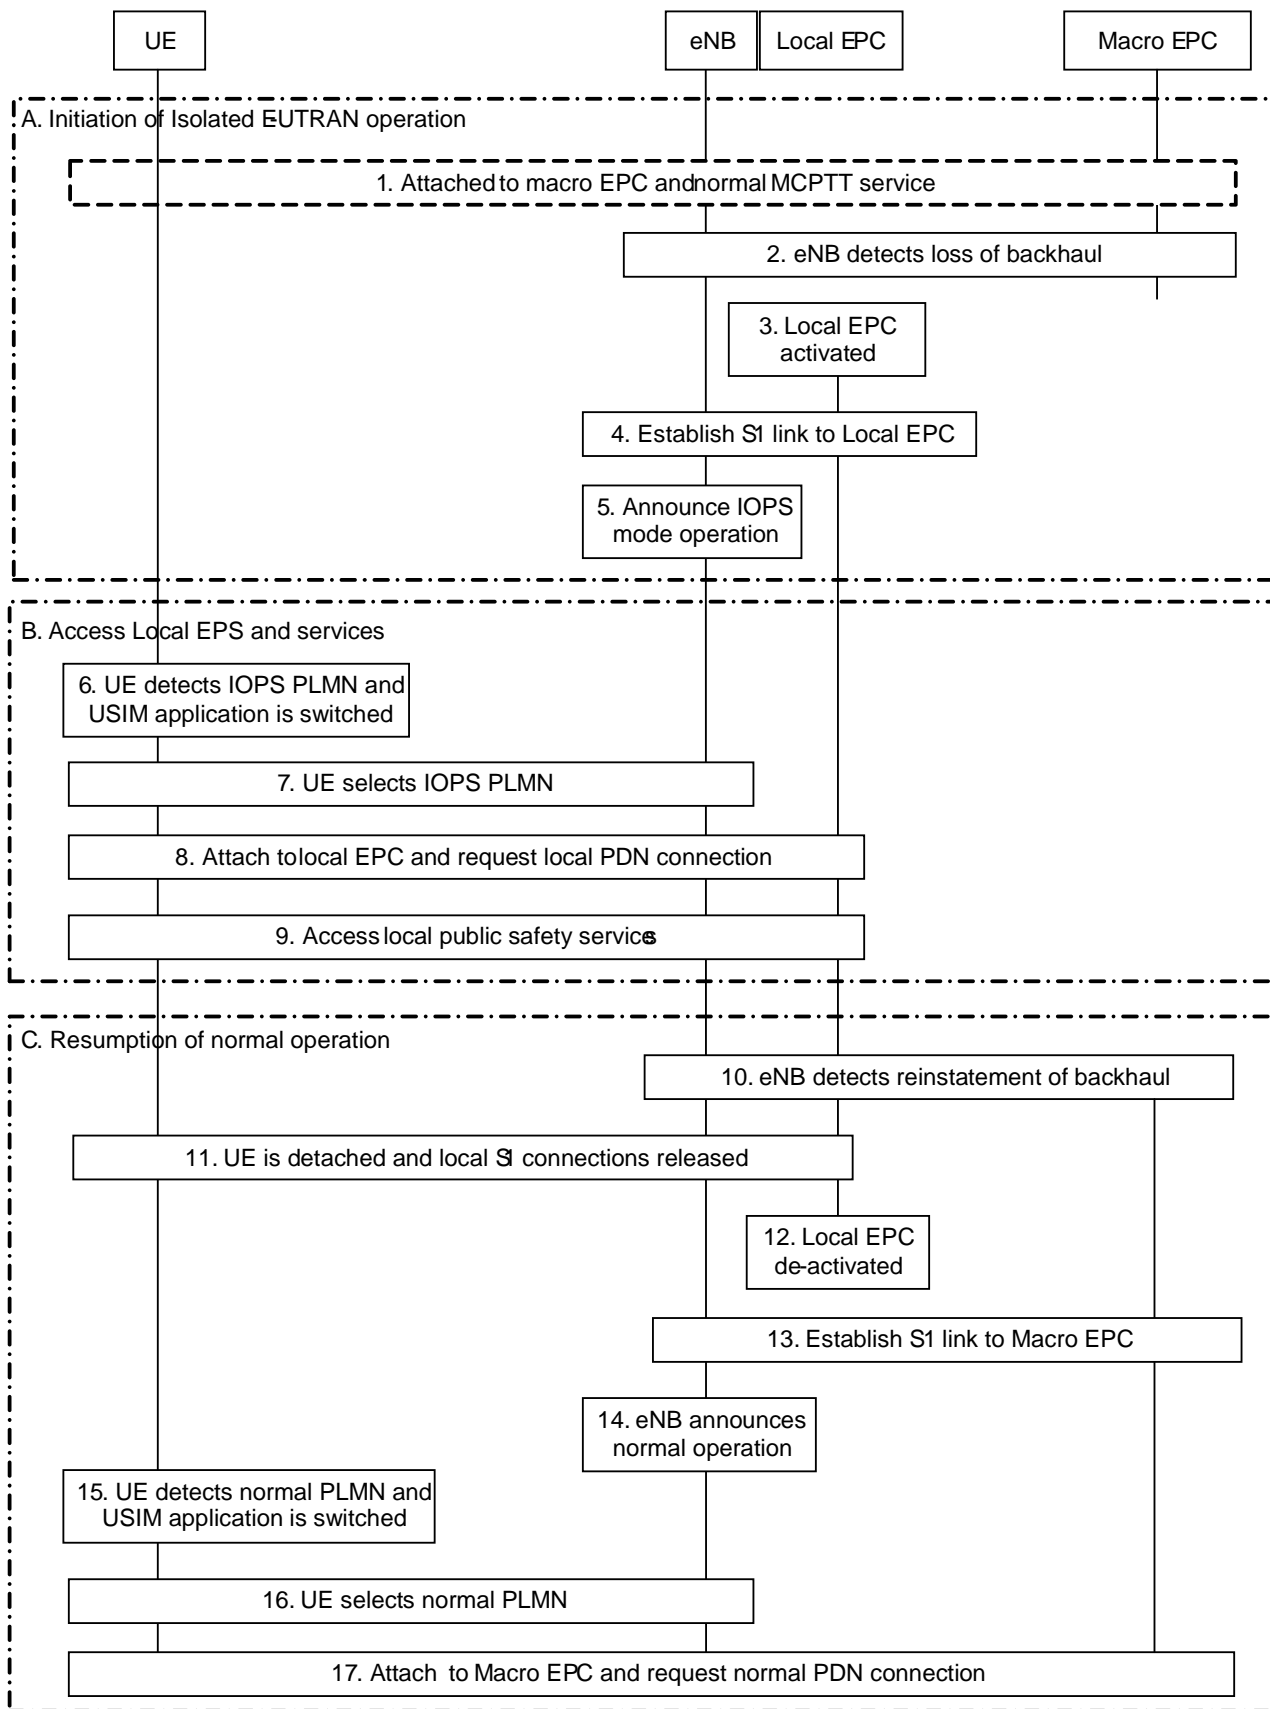 UE
eNB
Local EPC
Macro EPC
A. Initiation of Isolated E-UTRAN operation
1. Attached to macro EPC and normal MCPTT service
2. eNB detects loss of backhaul
3. Local EPC
activated
4. Establish S1 link to Local EPC
5. Announce IOPS
mode operation
B. Access Local EPS and services
6. UE detects IOPS PLMN and
USIM application is switched
7. UE selects IOPS PLMN
8. Attach to local EPC and request local PDN connection
9. Access local public safety services
C. Resumption of normal operation
10. eNB detects reinstatement of backhaul
11. UE is detached and local S1 connections released
12. Local EPC
de-activated
13. Establish S1 link to Macro EPC
14. eNB announces
normal operation
15. UE detects normal PLMN and
USIM application is switched
16. UE selects normal PLMN
17. Attach to Macro EPC and request normal PDN connection